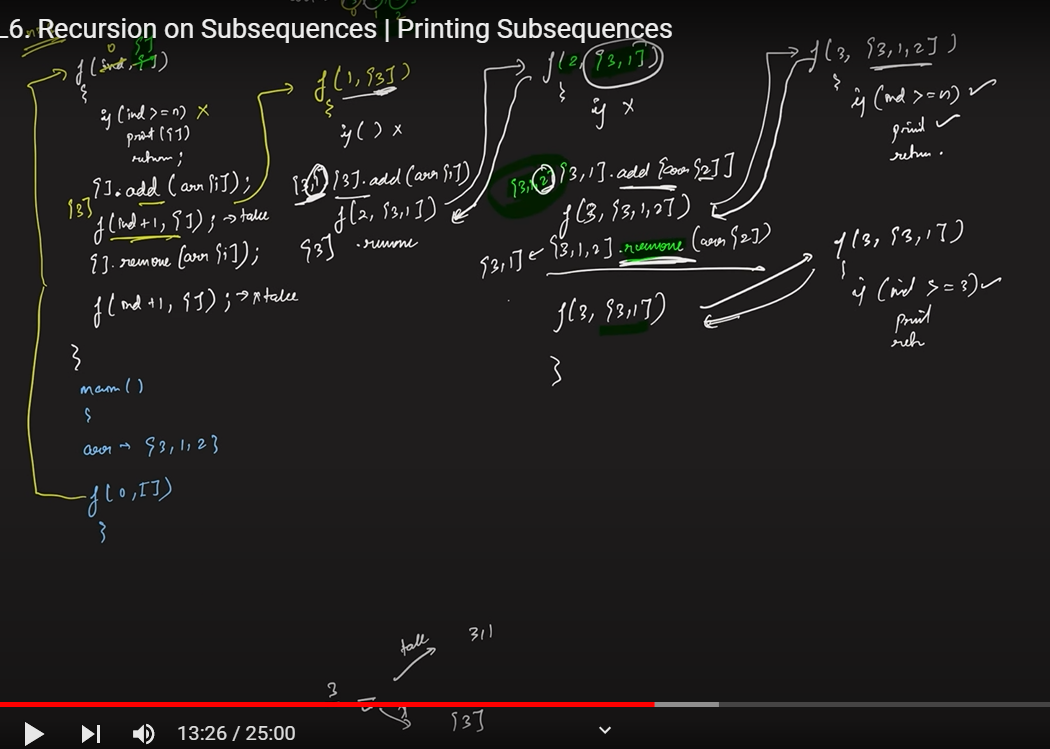 L6. Recursion on Subsequences | Printing Subsequences
0 []
f(ind, [])
{
if (ind >= n) x
print([])
return;
[].add(arr[i]);
[3]
f(ind+1, []); → take
[].remove(arr[i]);
f(ind+1, []); → x take
}
main()
{
arr → {3,1,2}
f(0, [])
}
f(1, [3])
{
if() x
[3,1] [3].add(arr[1])
f(2, [3,1])
[3] .remove
f(2, [3,1])
{
if x
[3,1,2] [3,1].add[arr[2]]
f(3, [3,1,2])
[3,1] ← [3,1,2].remove(arr[2])
f(3, [3,1])
}
f(3, [3,1,2])
{
if (ind >= n) ✓
print ✓
return.
f(3, [3,1])
{
if (ind >= 3) ✓
print
retn
take 3,1
3
x [3]
13:26 / 25:00